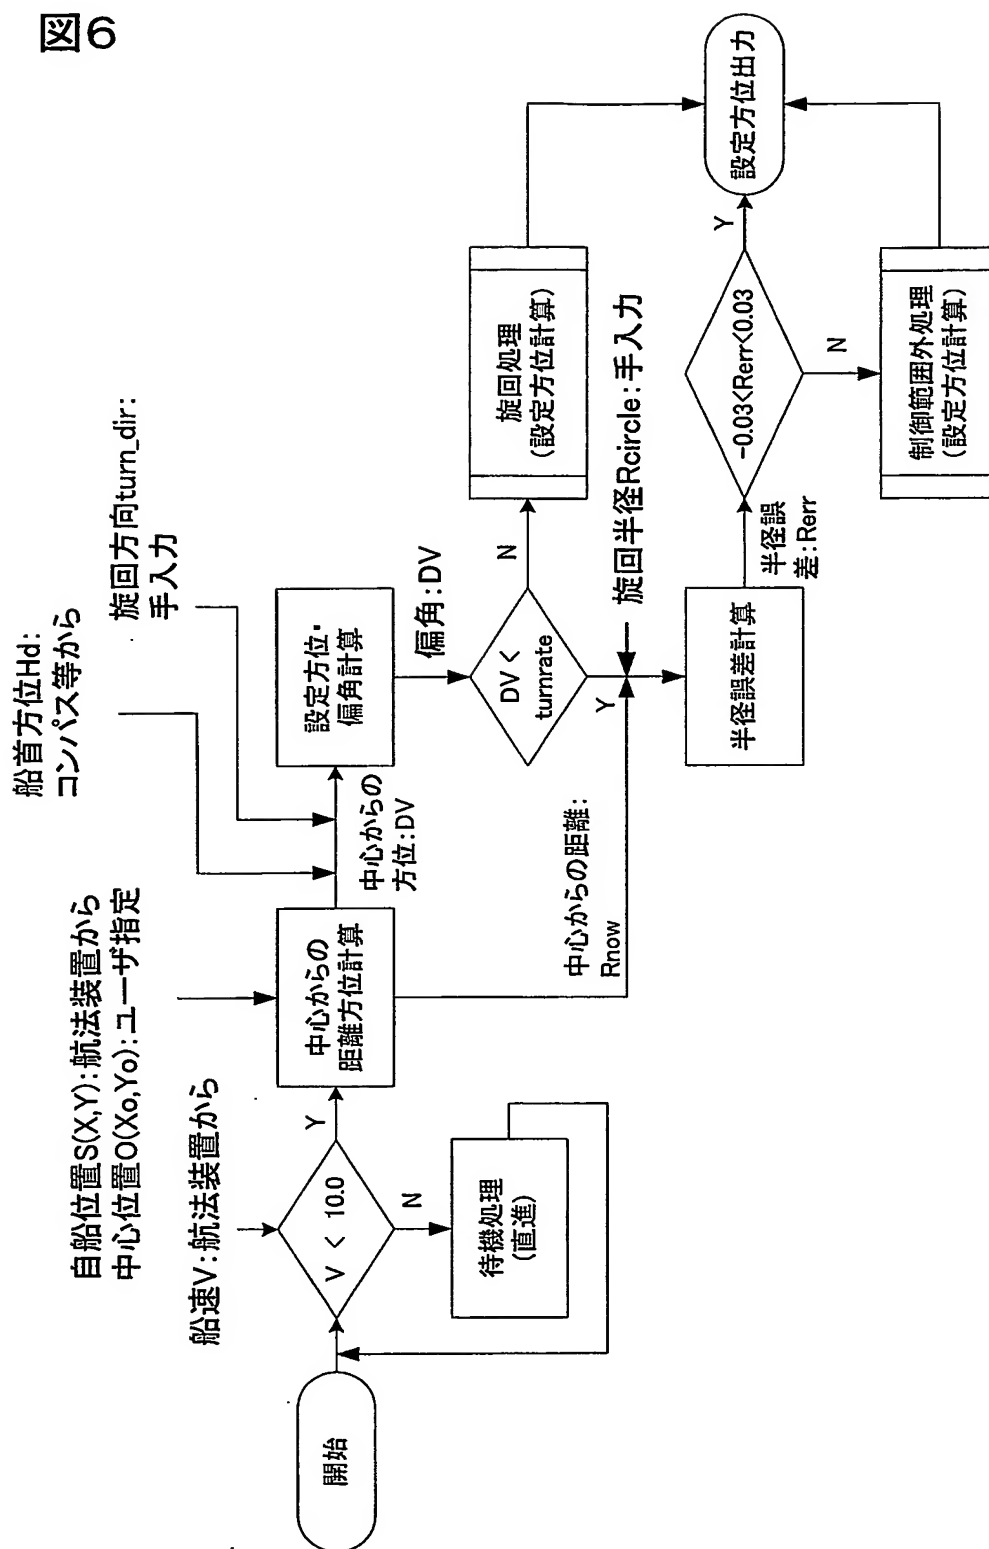 図6
開始
船速V:航法装置から
V < 10.0
Y
N
待機処理
(直進)
自船位置S(X,Y):航法装置から
中心位置O(Xo,Yo):ユーザ指定
中心からの
距離方位計算
船首方位Hd:
コンパス等から
旋回方向turn_dir:
手入力
中心からの
方位:DV
中心からの距離:
Rnow
設定方位・
偏角計算
偏角:DV
DV <
turnrate
N
Y
旋回処理
(設定方位計算)
旋回半径Rcircle:手入力
半径誤差計算
半径誤
差:Rerr
-0.03<Rerr<0.03
Y
N
制御範囲外処理
(設定方位計算)
設定方位出力